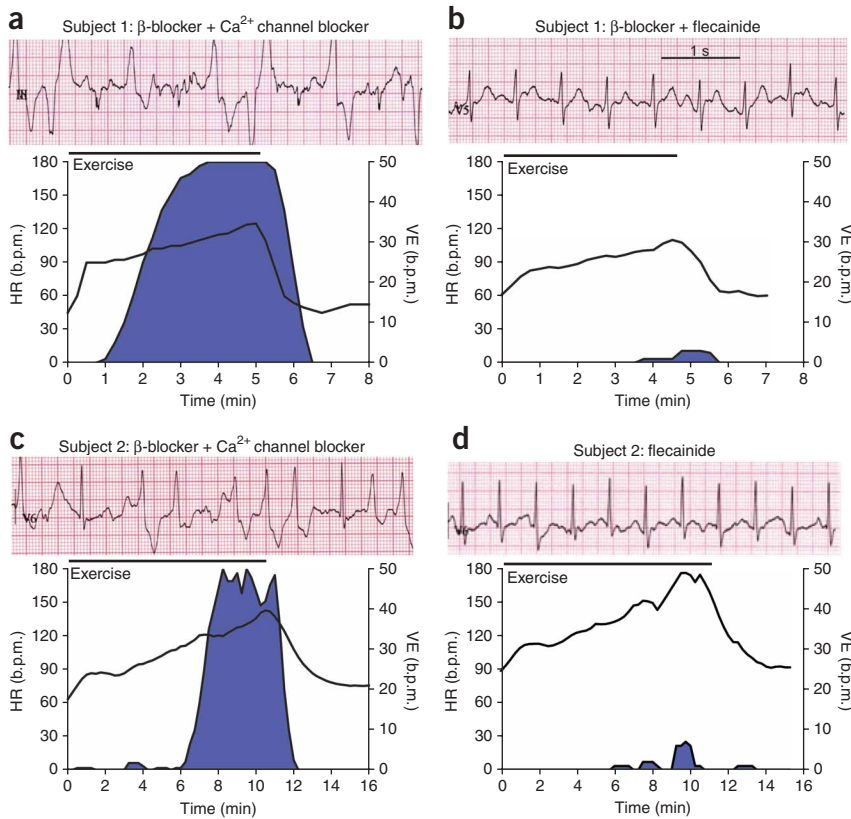 a
Subject 1: β-blocker + Ca²⁺ channel blocker
Exercise
180
150
120
90
60
30
0
HR (b.p.m.)
50
40
30
20
10
0
VE (b.p.m.)
0 1 2 3 4 5 6 7 8
Time (min)
b
Subject 1: β-blocker + flecainide
1 s
V5
Exercise
180
150
120
90
60
30
0
HR (b.p.m.)
50
40
30
20
10
0
VE (b.p.m.)
0 1 2 3 4 5 6 7 8
Time (min)
c
Subject 2: β-blocker + Ca²⁺ channel blocker
V6
Exercise
180
150
120
90
60
30
0
HR (b.p.m.)
50
40
30
20
10
0
VE (b.p.m.)
0 2 4 6 8 10 12 14 16
Time (min)
d
Subject 2: flecainide
Exercise
180
150
120
90
60
30
0
HR (b.p.m.)
50
40
30
20
10
0
VE (b.p.m.)
0 2 4 6 8 10 12 14 16
Time (min)